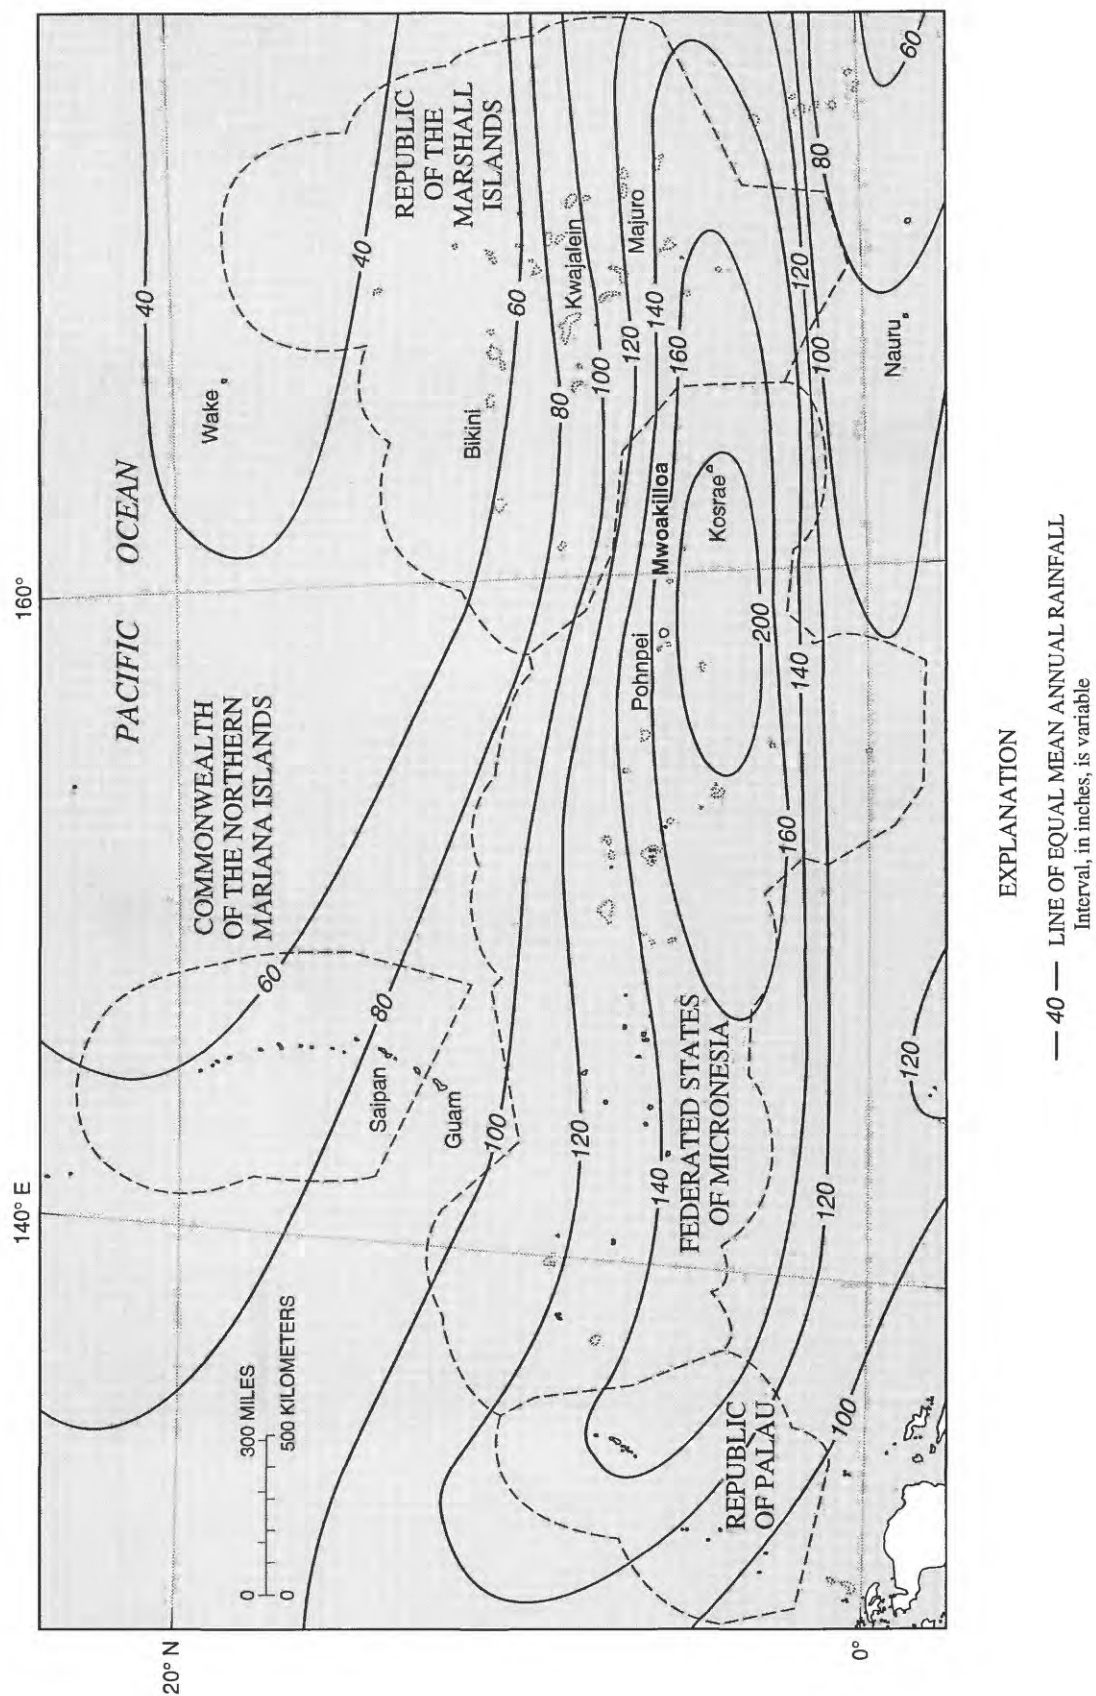 140° E
160°
20° N
0°
PACIFIC OCEAN
COMMONWEALTH
OF THE NORTHERN
MARIANA ISLANDS
REPUBLIC
OF THE
MARSHALL
ISLANDS
FEDERATED STATES
OF MICRONESIA
REPUBLIC
OF PALAU
Wake
Bikini
Kwajalein
Majuro
Mwoakilloa
Kosrae
Pohnpei
Nauru
Saipan
Guam
40
40
60
80
100
120
140
160
120
100
80
60
200
140
160
60
80
100
120
140
120
100
120
0 300 MILES
0 500 KILOMETERS
EXPLANATION
— 40 — LINE OF EQUAL MEAN ANNUAL RAINFALL
Interval, in inches, is variable